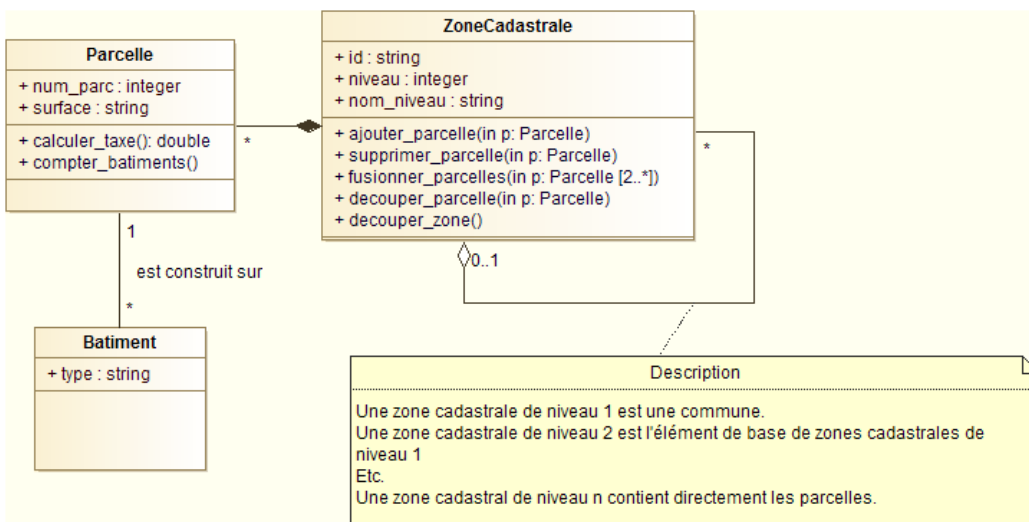 Parcelle
+ num_parc : integer
+ surface : string
+ calculer_taxe(): double
+ compter_batiments()
*
ZoneCadastrale
+ id : string
+ niveau : integer
+ nom_niveau : string
+ ajouter_parcelle(in p: Parcelle)
+ supprimer_parcelle(in p: Parcelle)
+ fusionner_parcelles(in p: Parcelle [2..*])
+ decouper_parcelle(in p: Parcelle)
+ decouper_zone()
*
0..1
1
est construit sur
*
Batiment
+ type : string
Description
Une zone cadastrale de niveau 1 est une commune.
Une zone cadastrale de niveau 2 est l'élément de base de zones cadastrales de
niveau 1
Etc.
Une zone cadastral de niveau n contient directement les parcelles.